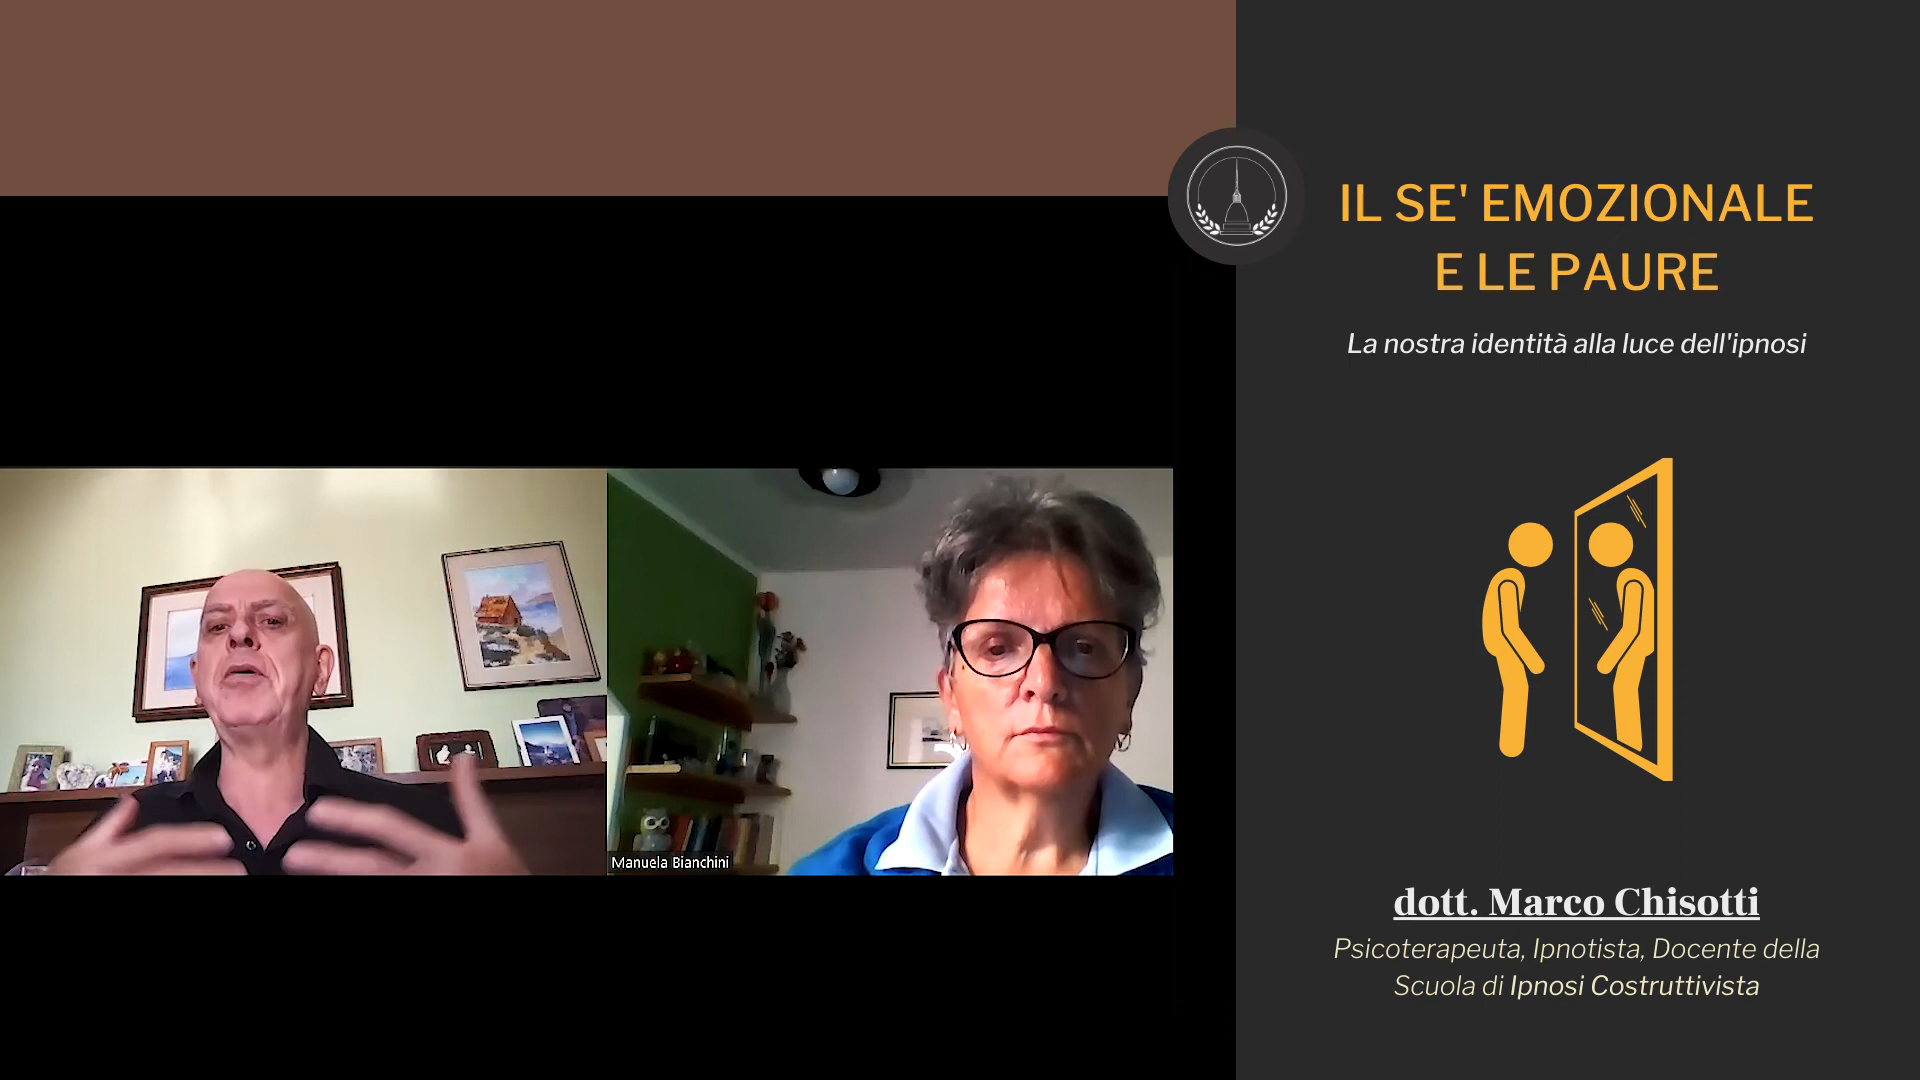 IL SE' EMOZIONALE
E LE PAURE
La nostra identità alla luce dell'ipnosi
Manuela Bianchini
dott. Marco Chisotti
Psicoterapeuta, Ipnotista, Docente della
Scuola di Ipnosi Costruttivista